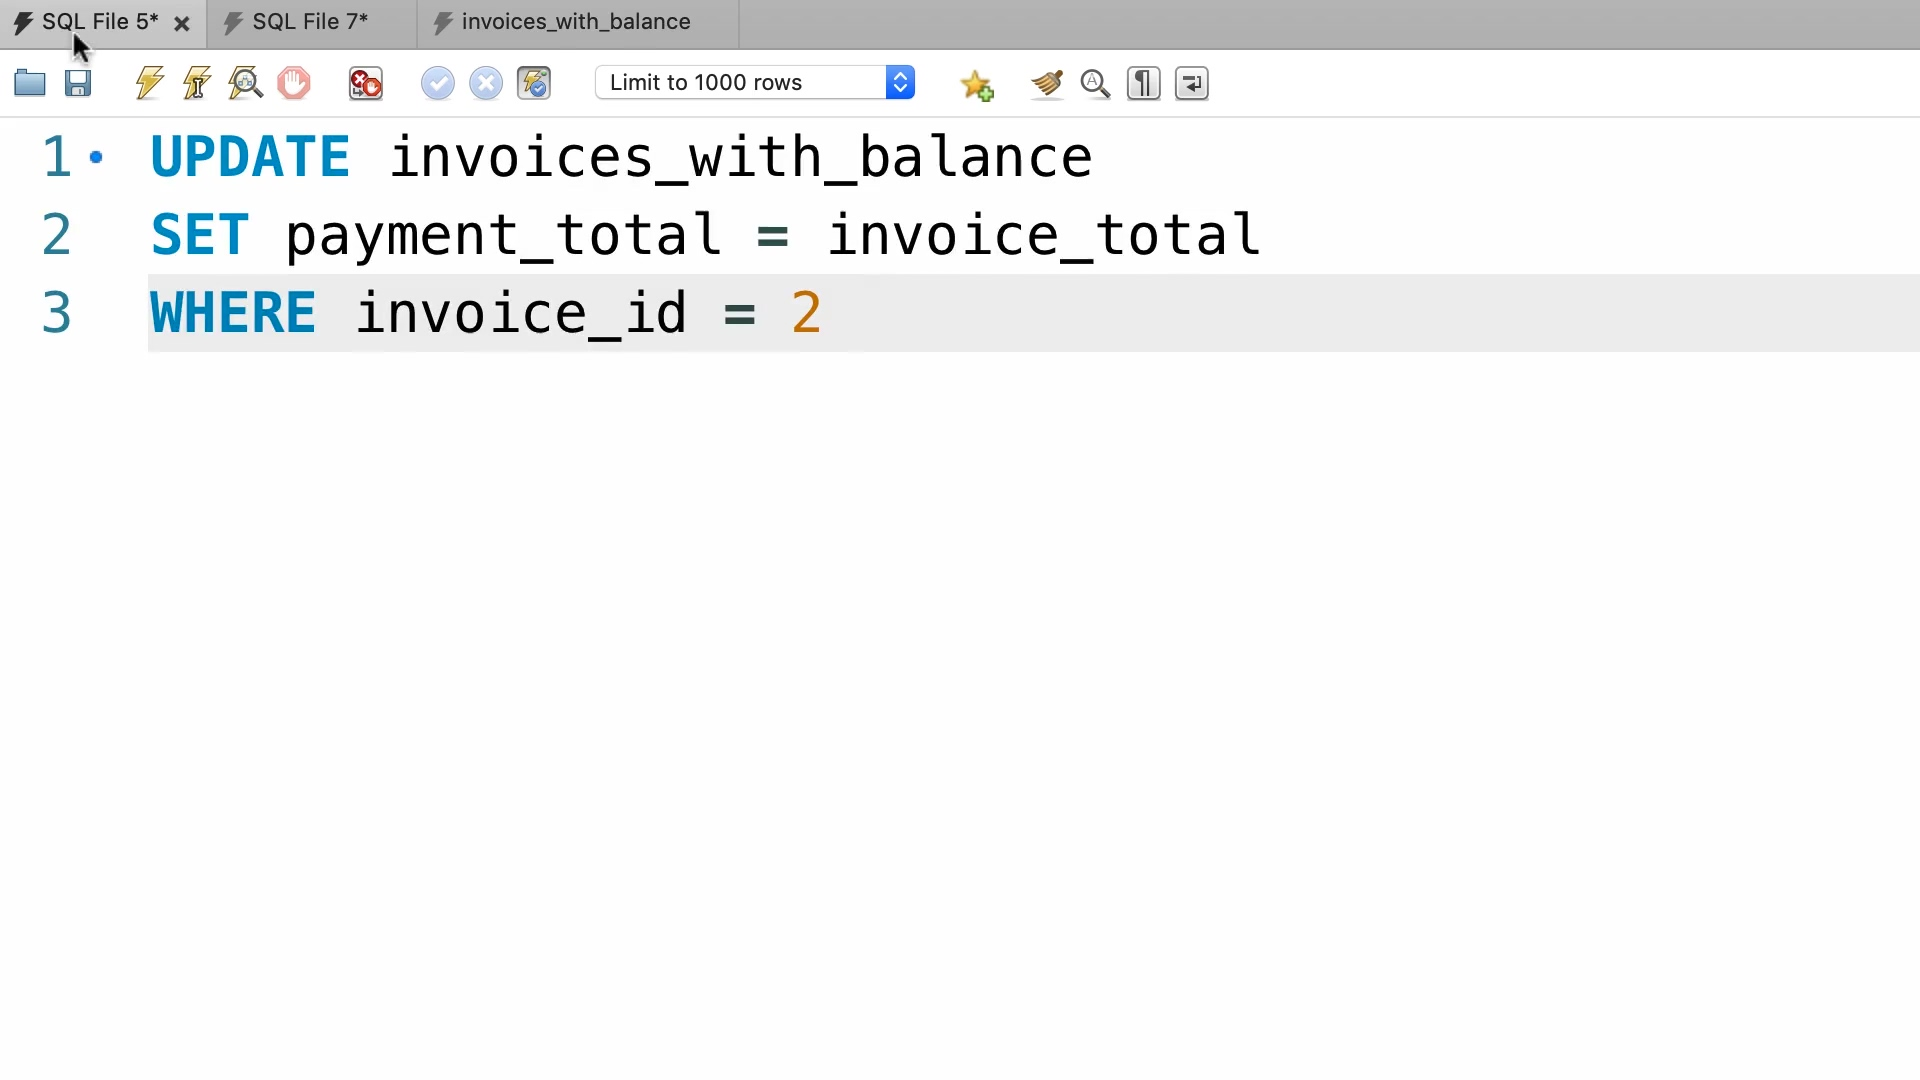 SQL File 5* SQL File 7* invoices_with_balance
Limit to 1000 rows
1 UPDATE invoices_with_balance
2 SET payment_total = invoice_total
3 WHERE invoice_id = 2